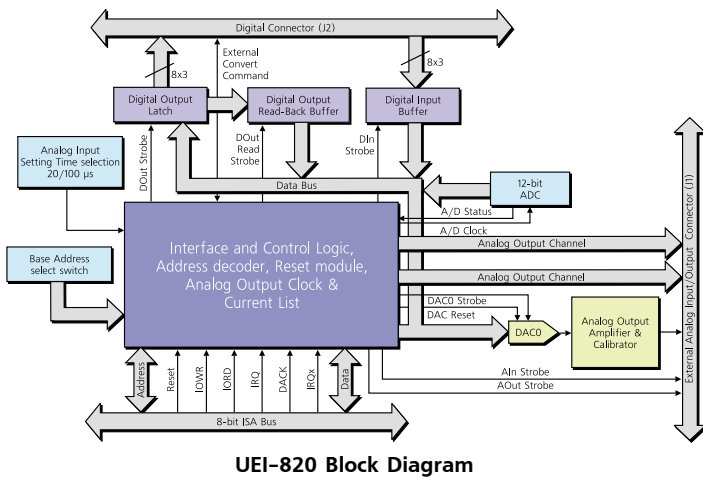 Digital Connector (J2)
8x3
External
Convert
Command
8x3
Digital Output
Latch
Digital Output
Read-Back Buffer
Digital Input
Buffer
Analog Input
Setting Time selection
20/100 µs
DOut Strobe
DOut
Read
Strobe
DIn
Strobe
Data Bus
12-bit
ADC
A/D Status
A/D Clock
Interface and Control Logic,
Address decoder, Reset module,
Analog Output Clock &
Current List
Analog Output Channel
Analog Output Channel
Base Address
select switch
DAC0 Strobe
DAC Reset
DAC0
Analog Output
Amplifier &
Calibrator
External Analog Input/Output Connector (J1)
AIn Strobe
AOut Strobe
Address
Reset
IOWR
IORD
IRQ
DACK
IRQx
Data
8-bit ISA Bus
UEI-820 Block Diagram